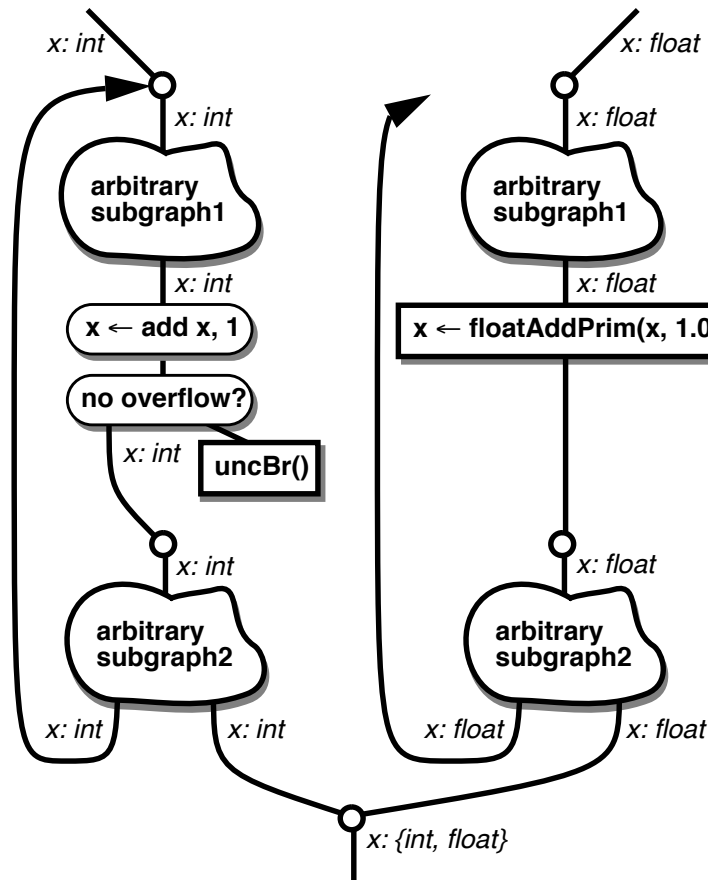 x: int
x: float
x: int
x: float
arbitrary
subgraph1
arbitrary
subgraph1
x: int
x: float
x ← add x, 1
x ← floatAddPrim(x, 1.0
no overflow?
x: int
uncBr()
x: int
x: float
arbitrary
subgraph2
arbitrary
subgraph2
x: int
x: int
x: float
x: float
x: {int, float}